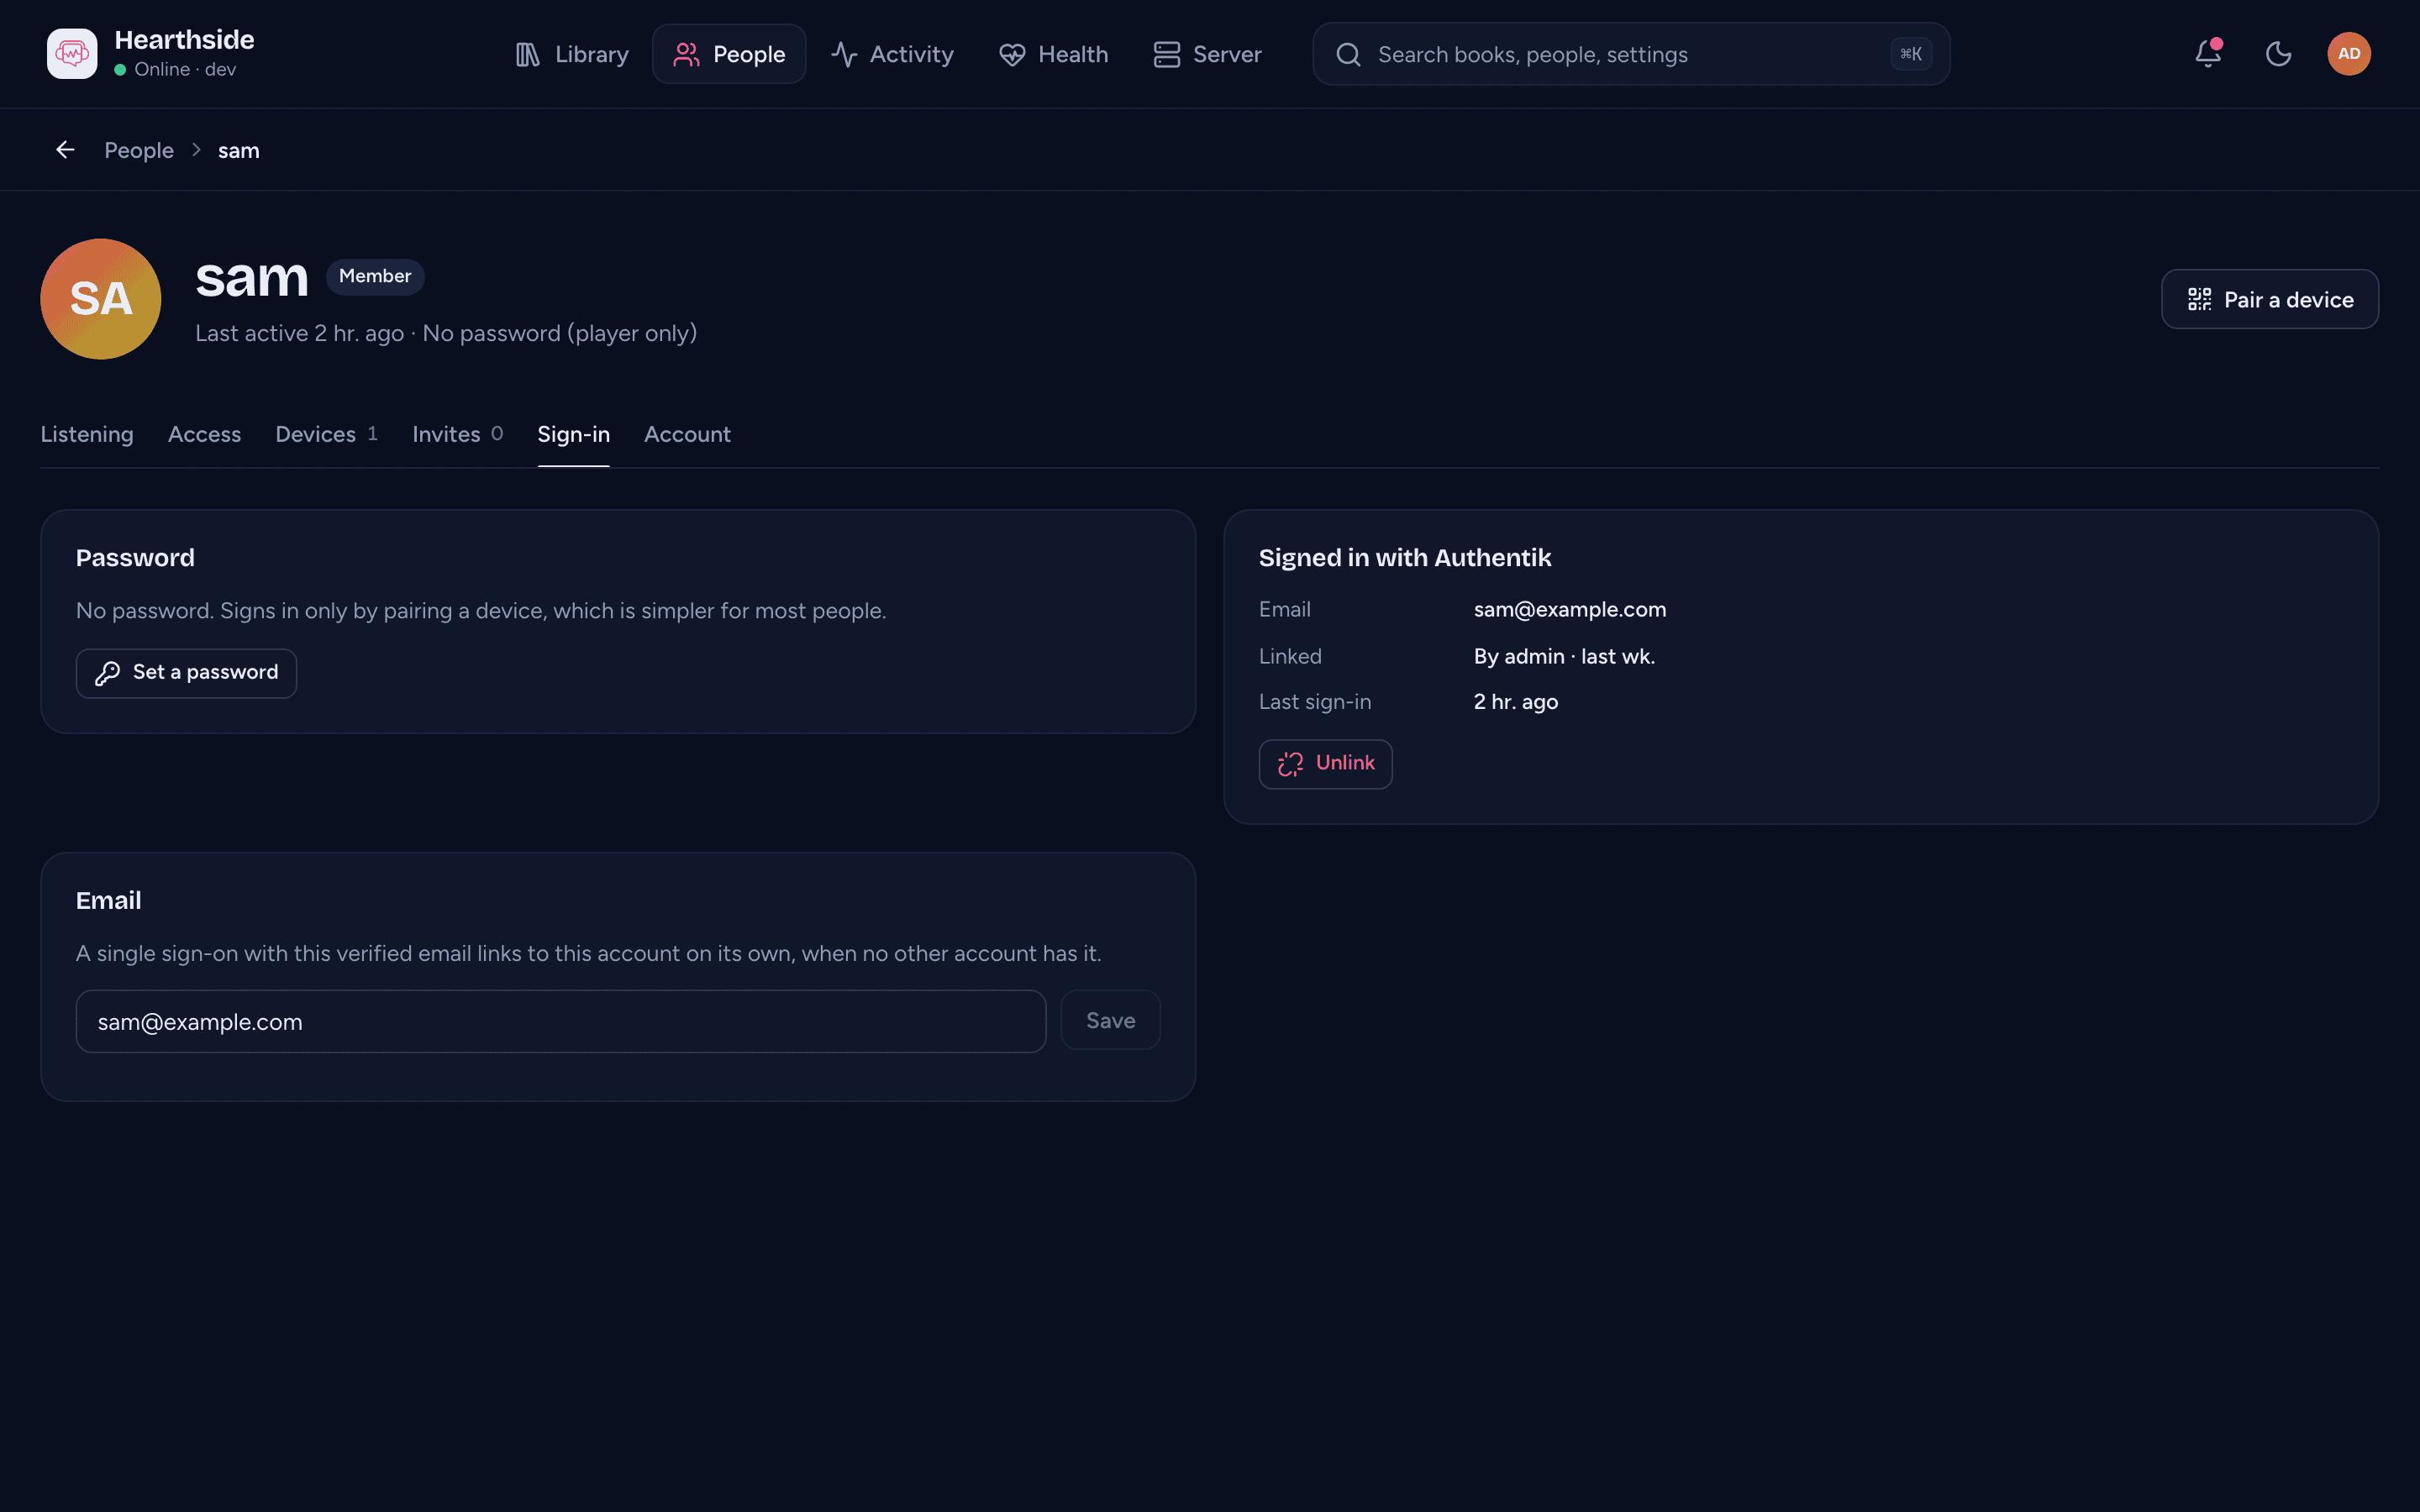 Hearthside
Online · dev
Library
People
Activity
Health
Server
Search books, people, settings
⌘K
AD
People
sam
SA
sam
Member
Last active 2 hr. ago · No password (player only)
Pair a device
Listening
Access
Devices 1
Invites 0
Sign-in
Account
Password
No password. Signs in only by pairing a device, which is simpler for most people.
Set a password
Signed in with Authentik
Email sam@example.com
Linked By admin · last wk.
Last sign-in 2 hr. ago
Unlink
Email
A single sign-on with this verified email links to this account on its own, when no other account has it.
sam@example.com
Save